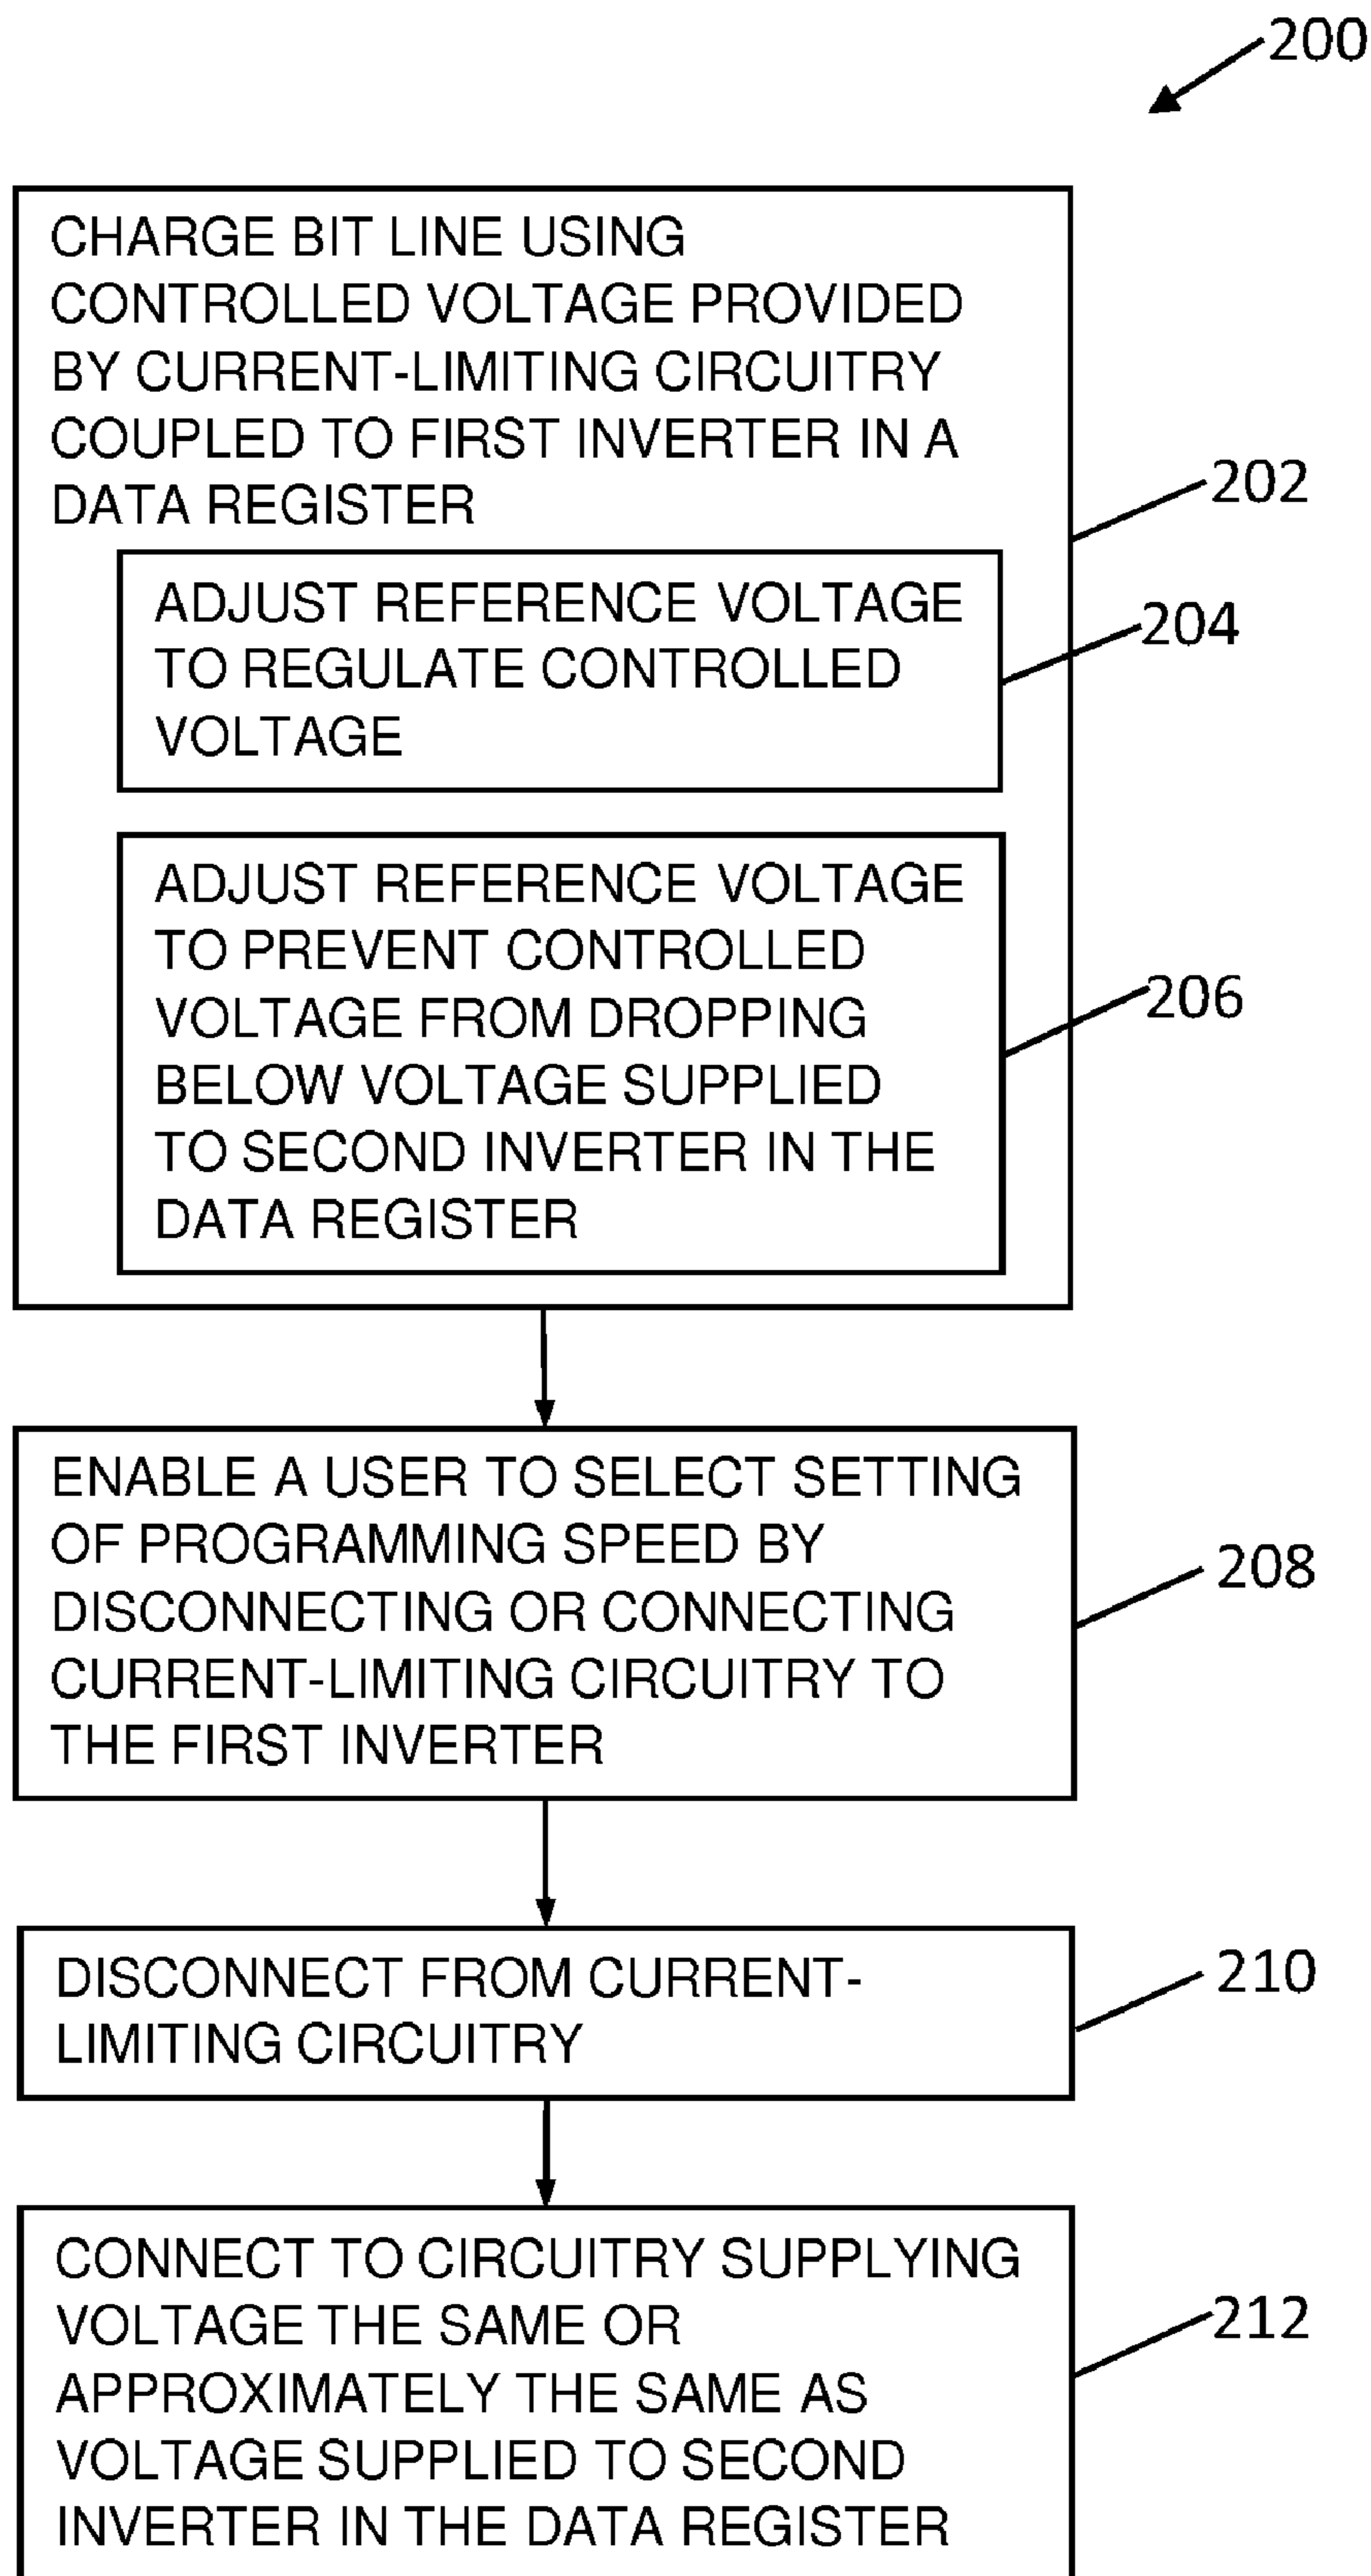 200
CHARGE BIT LINE USING
CONTROLLED VOLTAGE PROVIDED
BY CURRENT-LIMITING CIRCUITRY
COUPLED TO FIRST INVERTER IN A
DATA REGISTER
202
ADJUST REFERENCE VOLTAGE
TO REGULATE CONTROLLED
VOLTAGE
204
ADJUST REFERENCE VOLTAGE
TO PREVENT CONTROLLED
VOLTAGE FROM DROPPING
BELOW VOLTAGE SUPPLIED
TO SECOND INVERTER IN THE
DATA REGISTER
206
ENABLE A USER TO SELECT SETTING
OF PROGRAMMING SPEED BY
DISCONNECTING OR CONNECTING
CURRENT-LIMITING CIRCUITRY TO
THE FIRST INVERTER
208
DISCONNECT FROM CURRENT-
LIMITING CIRCUITRY
210
CONNECT TO CIRCUITRY SUPPLYING
VOLTAGE THE SAME OR
APPROXIMATELY THE SAME AS
VOLTAGE SUPPLIED TO SECOND
INVERTER IN THE DATA REGISTER
212